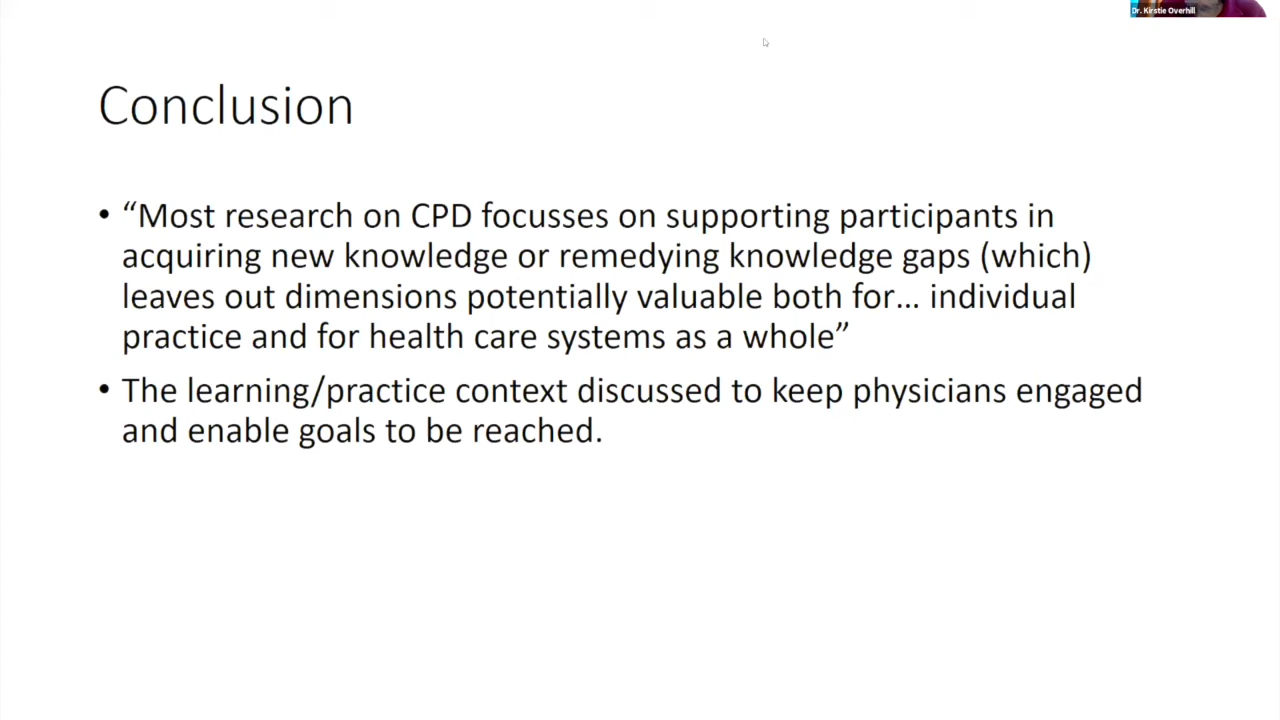 Dr. Kirstie Overhill
Conclusion
• “Most research on CPD focusses on supporting participants in
acquiring new knowledge or remedying knowledge gaps (which)
leaves out dimensions potentially valuable both for… individual
practice and for health care systems as a whole”
• The learning/practice context discussed to keep physicians engaged
and enable goals to be reached.